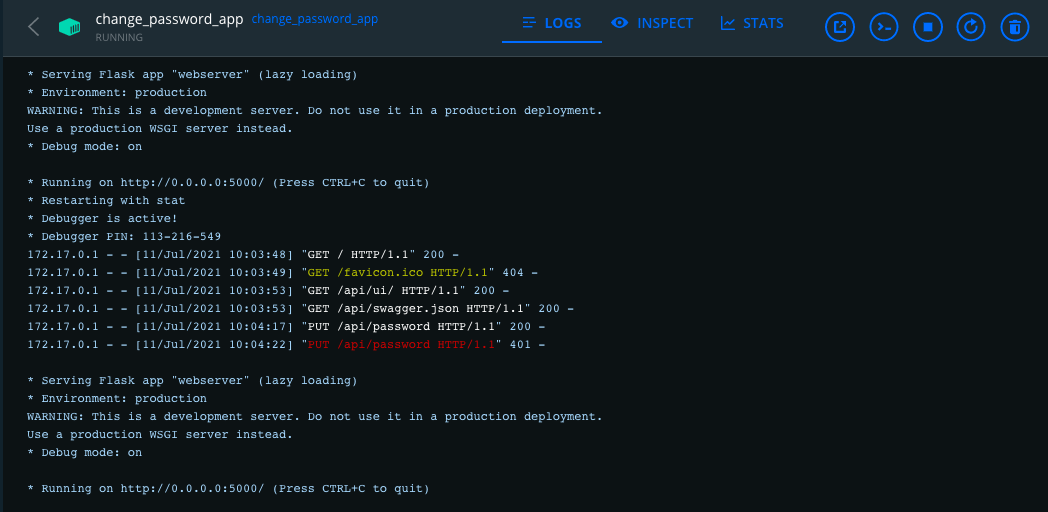 change_password_app change_password_app
RUNNING
LOGS INSPECT STATS
* Serving Flask app "webserver" (lazy loading)
* Environment: production
WARNING: This is a development server. Do not use it in a production deployment.
Use a production WSGI server instead.
* Debug mode: on
* Running on http://0.0.0.0:5000/ (Press CTRL+C to quit)
* Restarting with stat
* Debugger is active!
* Debugger PIN: 113-216-549
172.17.0.1 - - [11/Jul/2021 10:03:48] "GET / HTTP/1.1" 200 -
172.17.0.1 - - [11/Jul/2021 10:03:49] "GET /favicon.ico HTTP/1.1" 404 -
172.17.0.1 - - [11/Jul/2021 10:03:53] "GET /api/ui/ HTTP/1.1" 200 -
172.17.0.1 - - [11/Jul/2021 10:03:53] "GET /api/swagger.json HTTP/1.1" 200 -
172.17.0.1 - - [11/Jul/2021 10:04:17] "PUT /api/password HTTP/1.1" 200 -
172.17.0.1 - - [11/Jul/2021 10:04:22] "PUT /api/password HTTP/1.1" 401 -
* Serving Flask app "webserver" (lazy loading)
* Environment: production
WARNING: This is a development server. Do not use it in a production deployment.
Use a production WSGI server instead.
* Debug mode: on
* Running on http://0.0.0.0:5000/ (Press CTRL+C to quit)